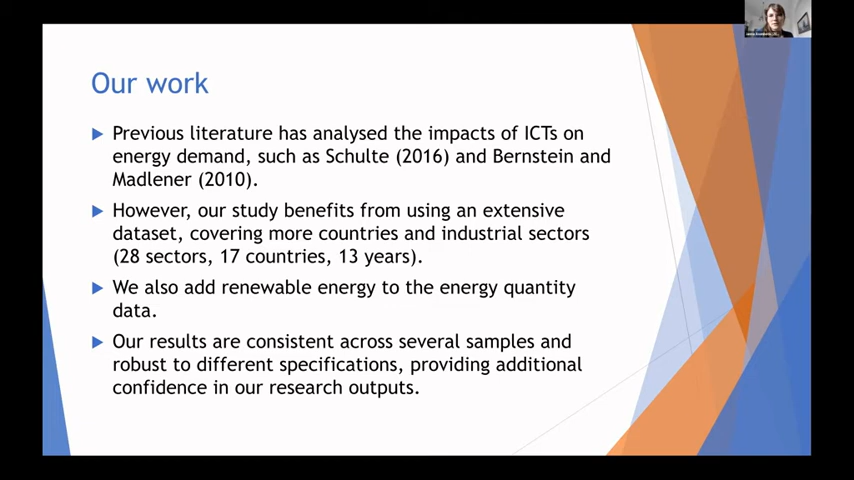 Our work
Previous literature has analysed the impacts of ICTs on
energy demand, such as Schulte (2016) and Bernstein and
Madlener (2010).
However, our study benefits from using an extensive
dataset, covering more countries and industrial sectors
(28 sectors, 17 countries, 13 years).
We also add renewable energy to the energy quantity
data.
Our results are consistent across several samples and
robust to different specifications, providing additional
confidence in our research outputs.